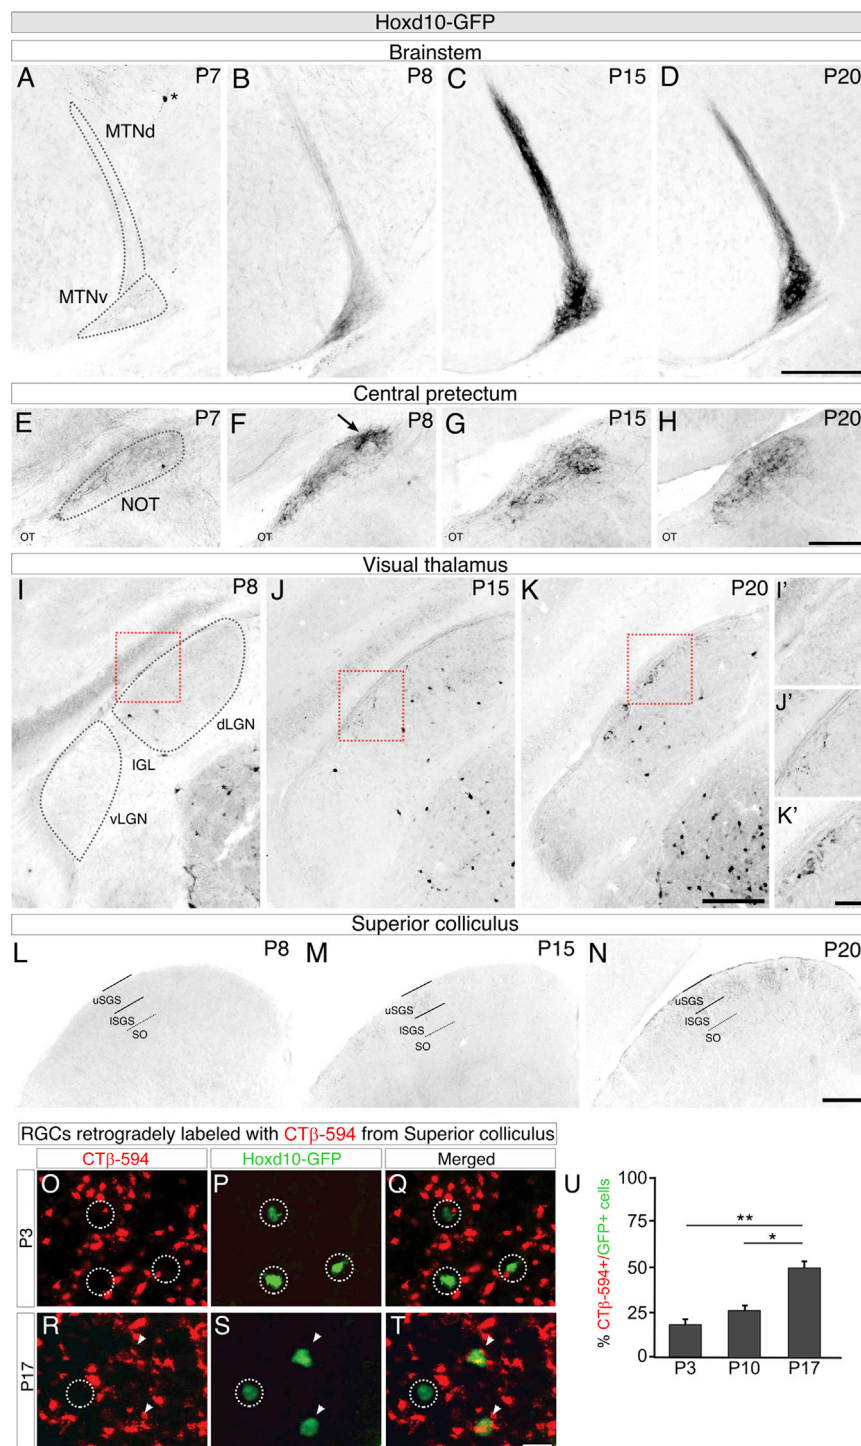 Hoxd10-GFP
Brainstem
A P7 B P8 C P15 D P20
*
MTNd
MTNv
Central pretectum
E P7 F P8 G P15 H P20
NOT
OT OT OT OT
Visual thalamus
I P8 J P15 K P20 I'
dLGN
IGL
vLGN
J'
K'
Superior colliculus
L P8 M P15 N P20
uSGS uSGS uSGS
lSGS lSGS lSGS
SO SO SO
RGCs retrogradely labeled with CTβ-594 from Superior colliculus
CTβ-594 Hoxd10-GFP Merged
P3 O P Q
P17 R S T
U
% CTβ-594+/GFP+ cells
100
75
50
25
0
**
*
P3 P10 P17